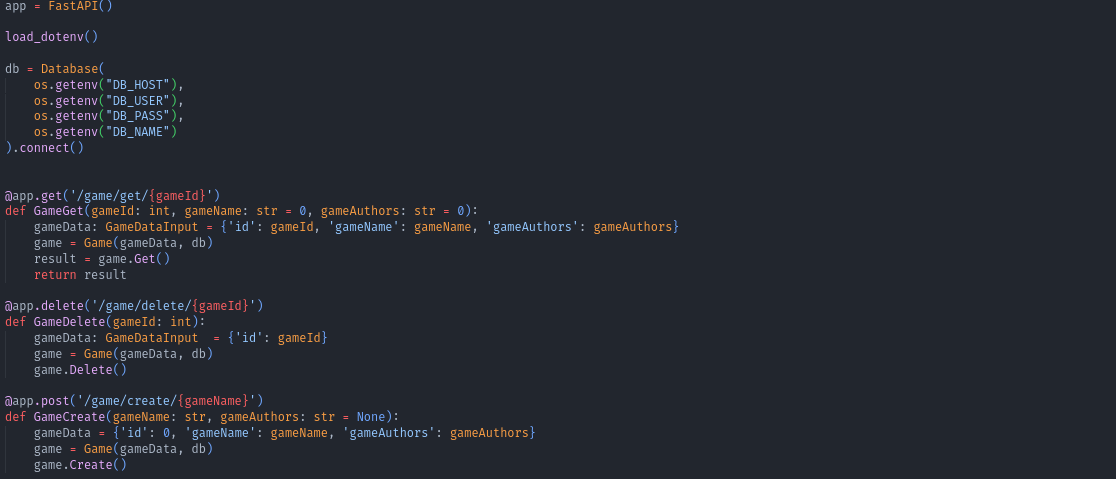 app = FastAPI()
load_dotenv()
db = Database(
    os.getenv("DB_HOST"),
    os.getenv("DB_USER"),
    os.getenv("DB_PASS"),
    os.getenv("DB_NAME")
).connect()
@app.get('/game/get/{gameId}')
def GameGet(gameId: int, gameName: str = 0, gameAuthors: str = 0):
    gameData: GameDataInput = {'id': gameId, 'gameName': gameName, 'gameAuthors': gameAuthors}
    game = Game(gameData, db)
    result = game.Get()
    return result
@app.delete('/game/delete/{gameId}')
def GameDelete(gameId: int):
    gameData: GameDataInput  = {'id': gameId}
    game = Game(gameData, db)
    game.Delete()
@app.post('/game/create/{gameName}')
def GameCreate(gameName: str, gameAuthors: str = None):
    gameData = {'id': 0, 'gameName': gameName, 'gameAuthors': gameAuthors}
    game = Game(gameData, db)
    game.Create()